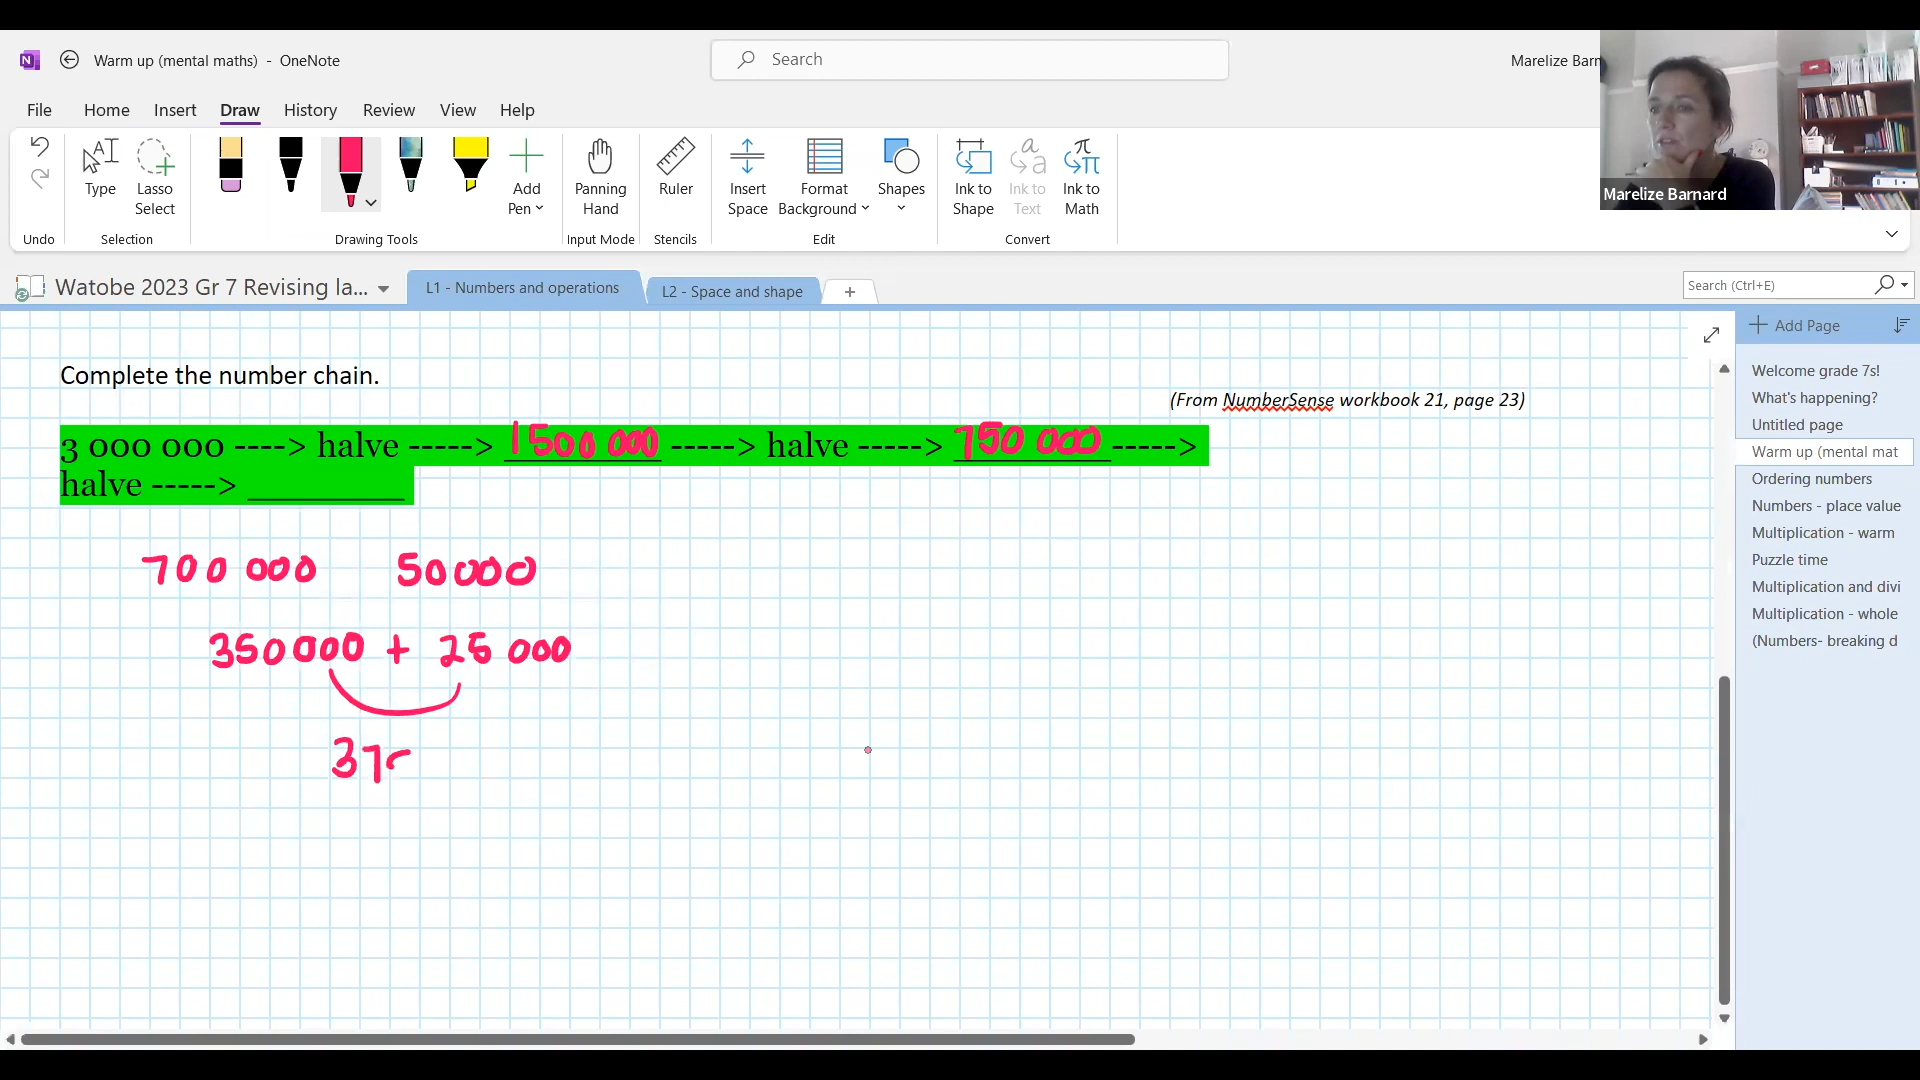 Warm up (mental maths) - OneNote
Search
Marelize Barn
File Home Insert Draw History Review View Help
Type
Lasso Select
Add Pen
Panning Hand
Ruler
Insert Space
Format Background
Shapes
Ink to Shape
Ink to Text
Ink to Math
Undo Selection Drawing Tools Input Mode Stencils Edit Convert
Marelize Barnard
Watobe 2023 Gr 7 Revising la...
L1 - Numbers and operations
L2 - Space and shape
Search (Ctrl+E)
Add Page
Welcome grade 7s!
What's happening?
Untitled page
Warm up (mental mat
Ordering numbers
Numbers - place value
Multiplication - warm
Puzzle time
Multiplication and divi
Multiplication - whole
(Numbers- breaking d
Complete the number chain.
(From NumberSense workbook 21, page 23)
3 000 000 ----> halve -----> 1 500 000 -----> halve -----> 750 000 ----->
halve -----> _________
700 000 50 000
350 000 + 25 000
37